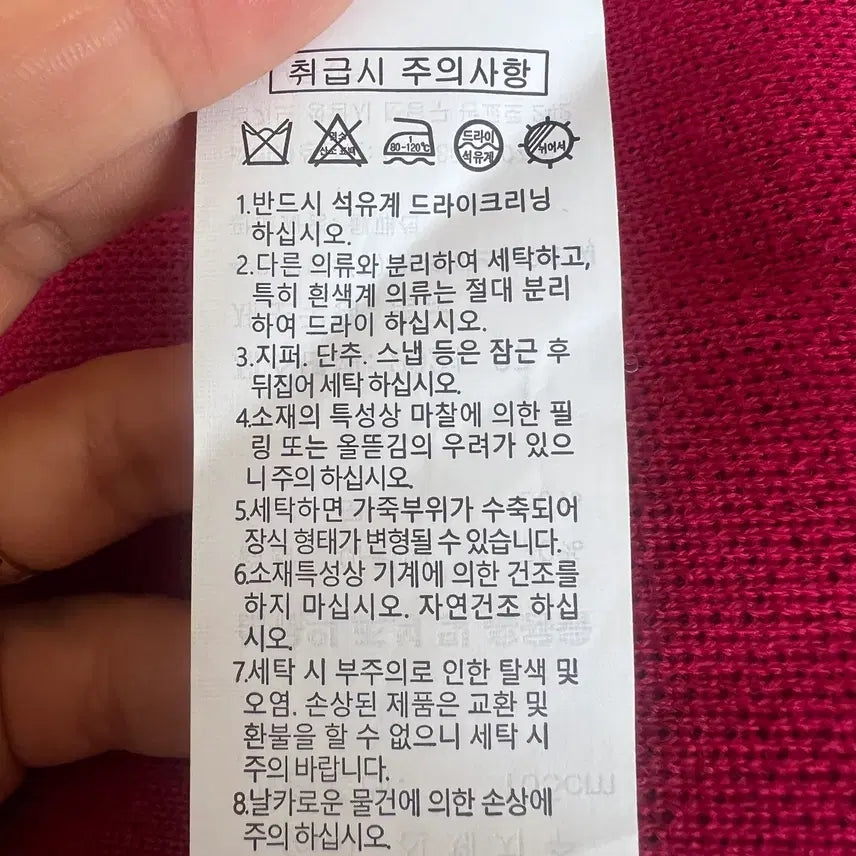 취급시 주의사항
염소
산소 표백
1
80-120℃
드라이
석유계
뉘어서
1.반드시 석유계 드라이크리닝
하십시오.
2.다른 의류와 분리하여 세탁하고,
특히 흰색계 의류는 절대 분리
하여 드라이 하십시오.
3.지퍼. 단추. 스냅 등은 잠근 후
뒤집어 세탁 하십시오.
4.소재의 특성상 마찰에 의한 필
링 또는 올뜯김의 우려가 있으
니 주의 하십시오.
5.세탁하면 가죽부위가 수축되어
장식 형태가 변형될 수 있습니다.
6.소재특성상 기계에 의한 건조를
하지 마십시오. 자연건조 하십
시오.
7.세탁 시 부주의로 인한 탈색 및
오염. 손상된 제품은 교환 및
환불을 할 수 없으니 세탁 시
주의 바랍니다.
8.날카로운 물건에 의한 손상에
주의 하십시오.